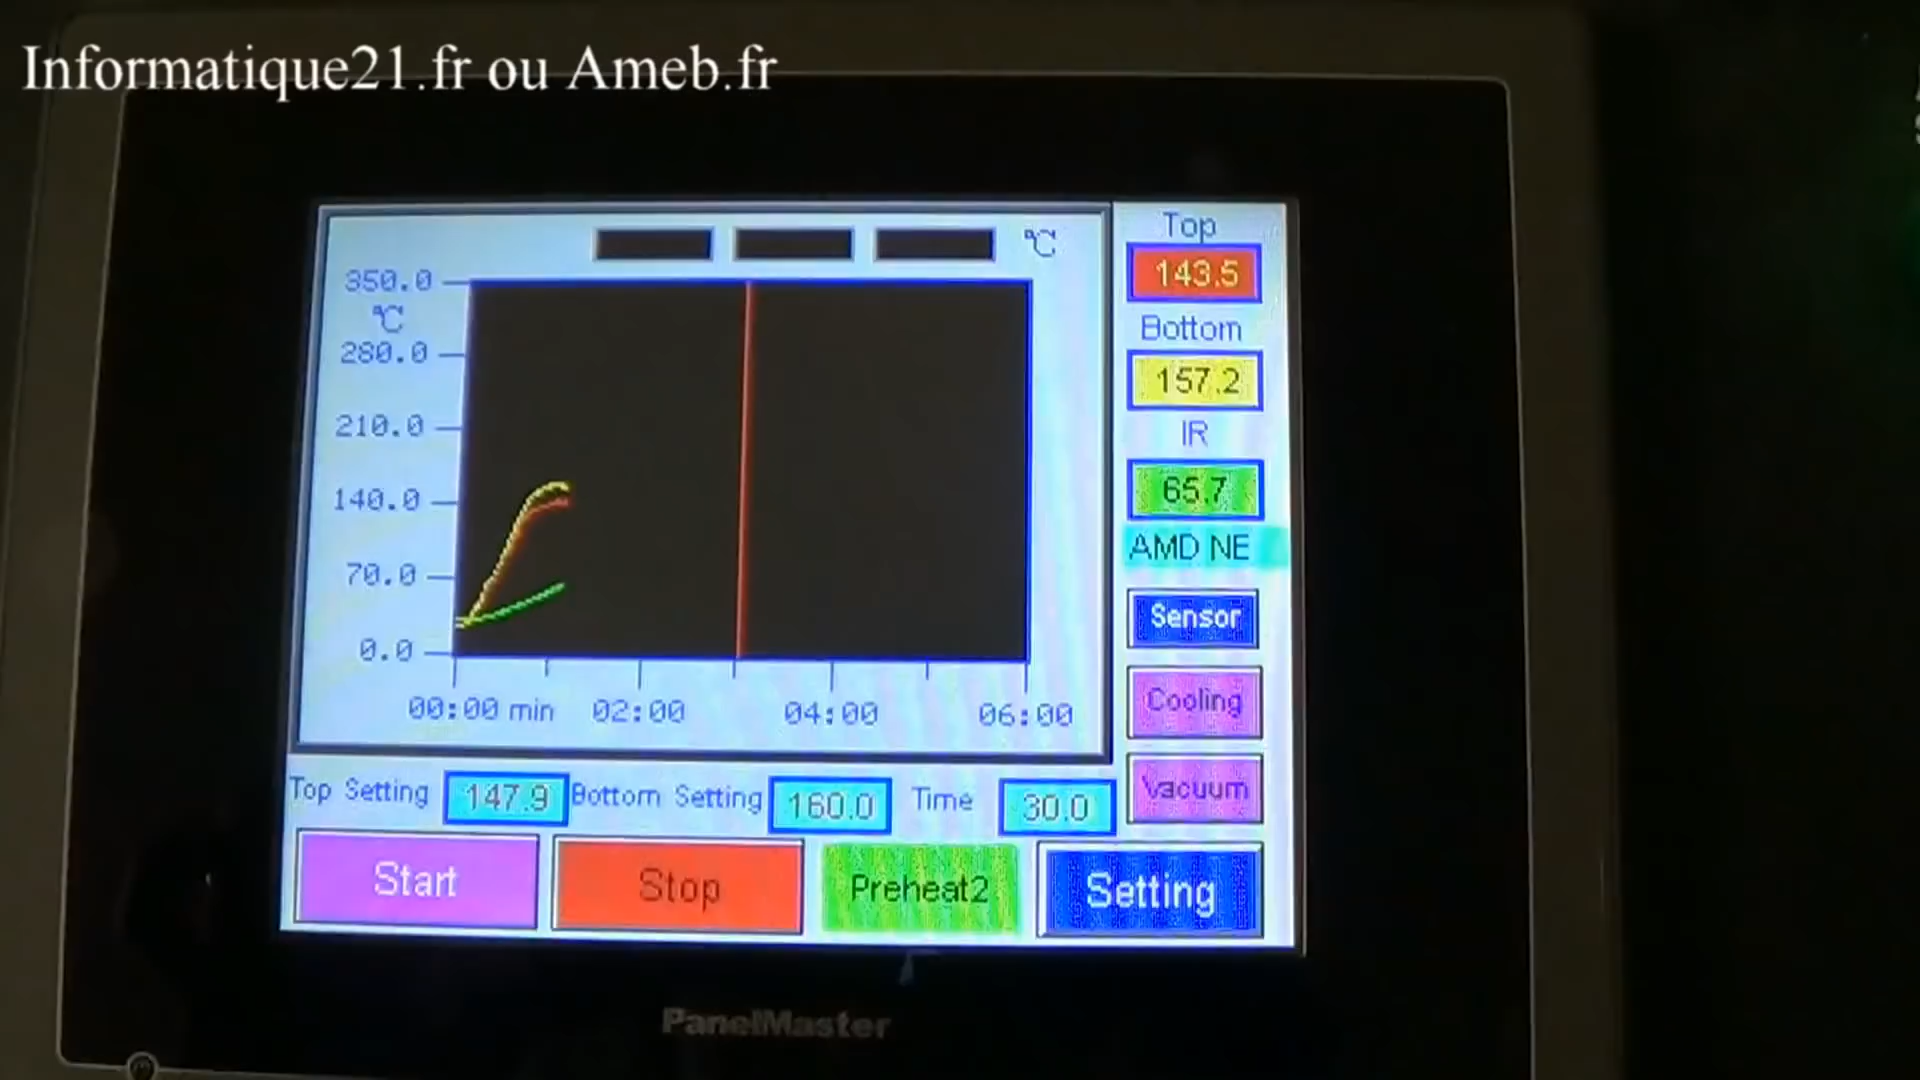 Informatique21.fr ou Ameb.fr
℃
350.0
℃
280.0
210.0
140.0
70.0
0.0
00:00 min 02:00 04:00 06:00
Top
143.5
Bottom
157.2
IR
65.7
AMD NE
Sensor
Cooling
Vacuum
Top Setting 147.9 Bottom Setting 160.0 Time 30.0
Start Stop Preheat2 Setting
PanelMaster